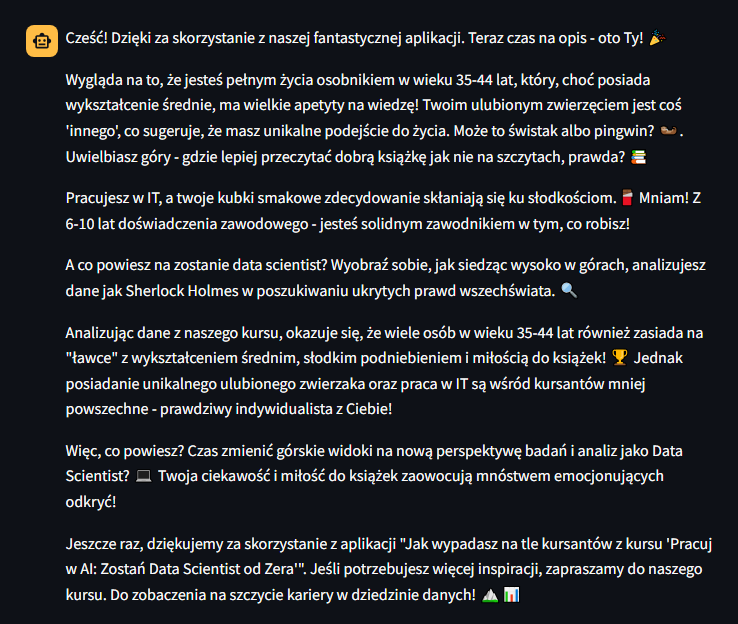 Cześć! Dzięki za skorzystanie z naszej fantastycznej aplikacji. Teraz czas na opis - oto Ty! 🎉
Wygląda na to, że jesteś pełnym życia osobnikiem w wieku 35-44 lat, który, choć posiada
wykształcenie średnie, ma wielkie apetyty na wiedzę! Twoim ulubionym zwierzęciem jest coś
'innego', co sugeruje, że masz unikalne podejście do życia. Może to świstak albo pingwin? 🦦 .
Uwielbiasz góry - gdzie lepiej przeczytać dobrą książkę jak nie na szczytach, prawda? 📚
Pracujesz w IT, a twoje kubki smakowe zdecydowanie skłaniają się ku słodkościom. 🍫 Mniam! Z
6-10 lat doświadczenia zawodowego - jesteś solidnym zawodnikiem w tym, co robisz!
A co powiesz na zostanie data scientist? Wyobraź sobie, jak siedząc wysoko w górach, analizujesz
dane jak Sherlock Holmes w poszukiwaniu ukrytych prawd wszechświata. 🔍
Analizując dane z naszego kursu, okazuje się, że wiele osób w wieku 35-44 lat również zasiada na
"ławce" z wykształceniem średnim, słodkim podniebieniem i miłością do książek! 🏆 Jednak
posiadanie unikalnego ulubionego zwierzaka oraz praca w IT są wśród kursantów mniej
powszechne - prawdziwy indywidualista z Ciebie!
Więc, co powiesz? Czas zmienić górskie widoki na nową perspektywę badań i analiz jako Data
Scientist? 💻 Twoja ciekawość i miłość do książek zaowocują mnóstwem emocjonujących
odkryć!
Jeszcze raz, dziękujemy za skorzystanie z aplikacji "Jak wypadasz na tle kursantów z kursu 'Pracuj
w AI: Zostań Data Scientist od Zera'". Jeśli potrzebujesz więcej inspiracji, zapraszamy do naszego
kursu. Do zobaczenia na szczycie kariery w dziedzinie danych! 🏔️ 📊